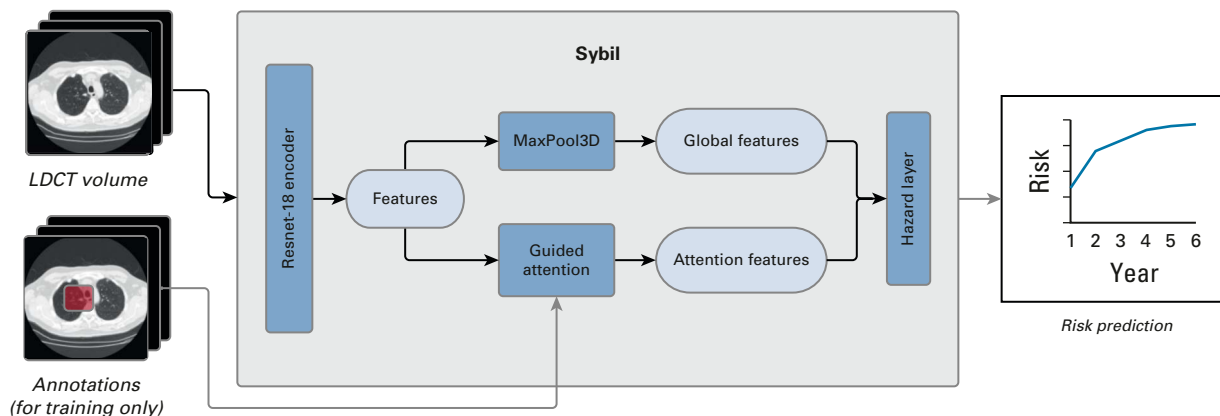 Sybil
LDCT volume
Resnet-18 encoder
Features
MaxPool3D
Global features
Guided
attention
Attention features
Hazard layer
Annotations
(for training only)
Risk
1 2 3 4 5 6
Year
Risk prediction